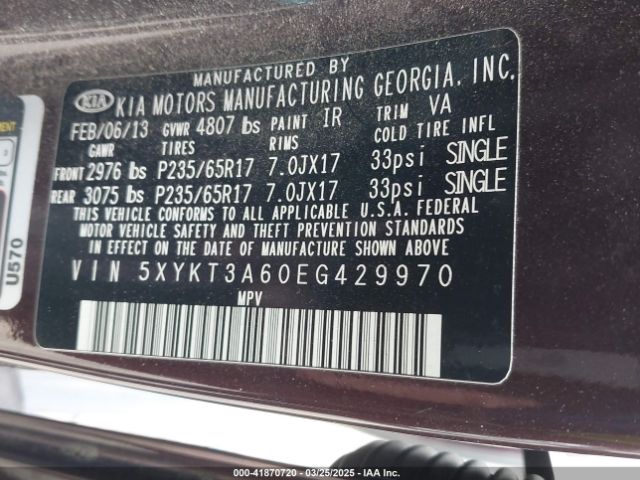 MANUFACTURED BY
KIA KIA MOTORS MANUFACTURING GEORGIA, INC.
FEB/06/13 GVWR 4807 lbs PAINT IR TRIM VA
GAWR TIRES RIMS COLD TIRE INFL
FRONT 2976 lbs P235/65R17 7.0JX17 33psi SINGLE
REAR 3075 lbs P235/65R17 7.0JX17 33psi SINGLE
THIS VEHICLE CONFORMS TO ALL APPLICABLE U.S.A. FEDERAL
MOTOR VEHICLE SAFETY AND THEFT PREVENTION STANDARDS
IN EFFECT ON THE DATE OF MANUFACTURE SHOWN ABOVE
VIN 5XYKT3A60EG429970
MPV
U570
00-41870720 - 03/25/2025 - IAA Inc.